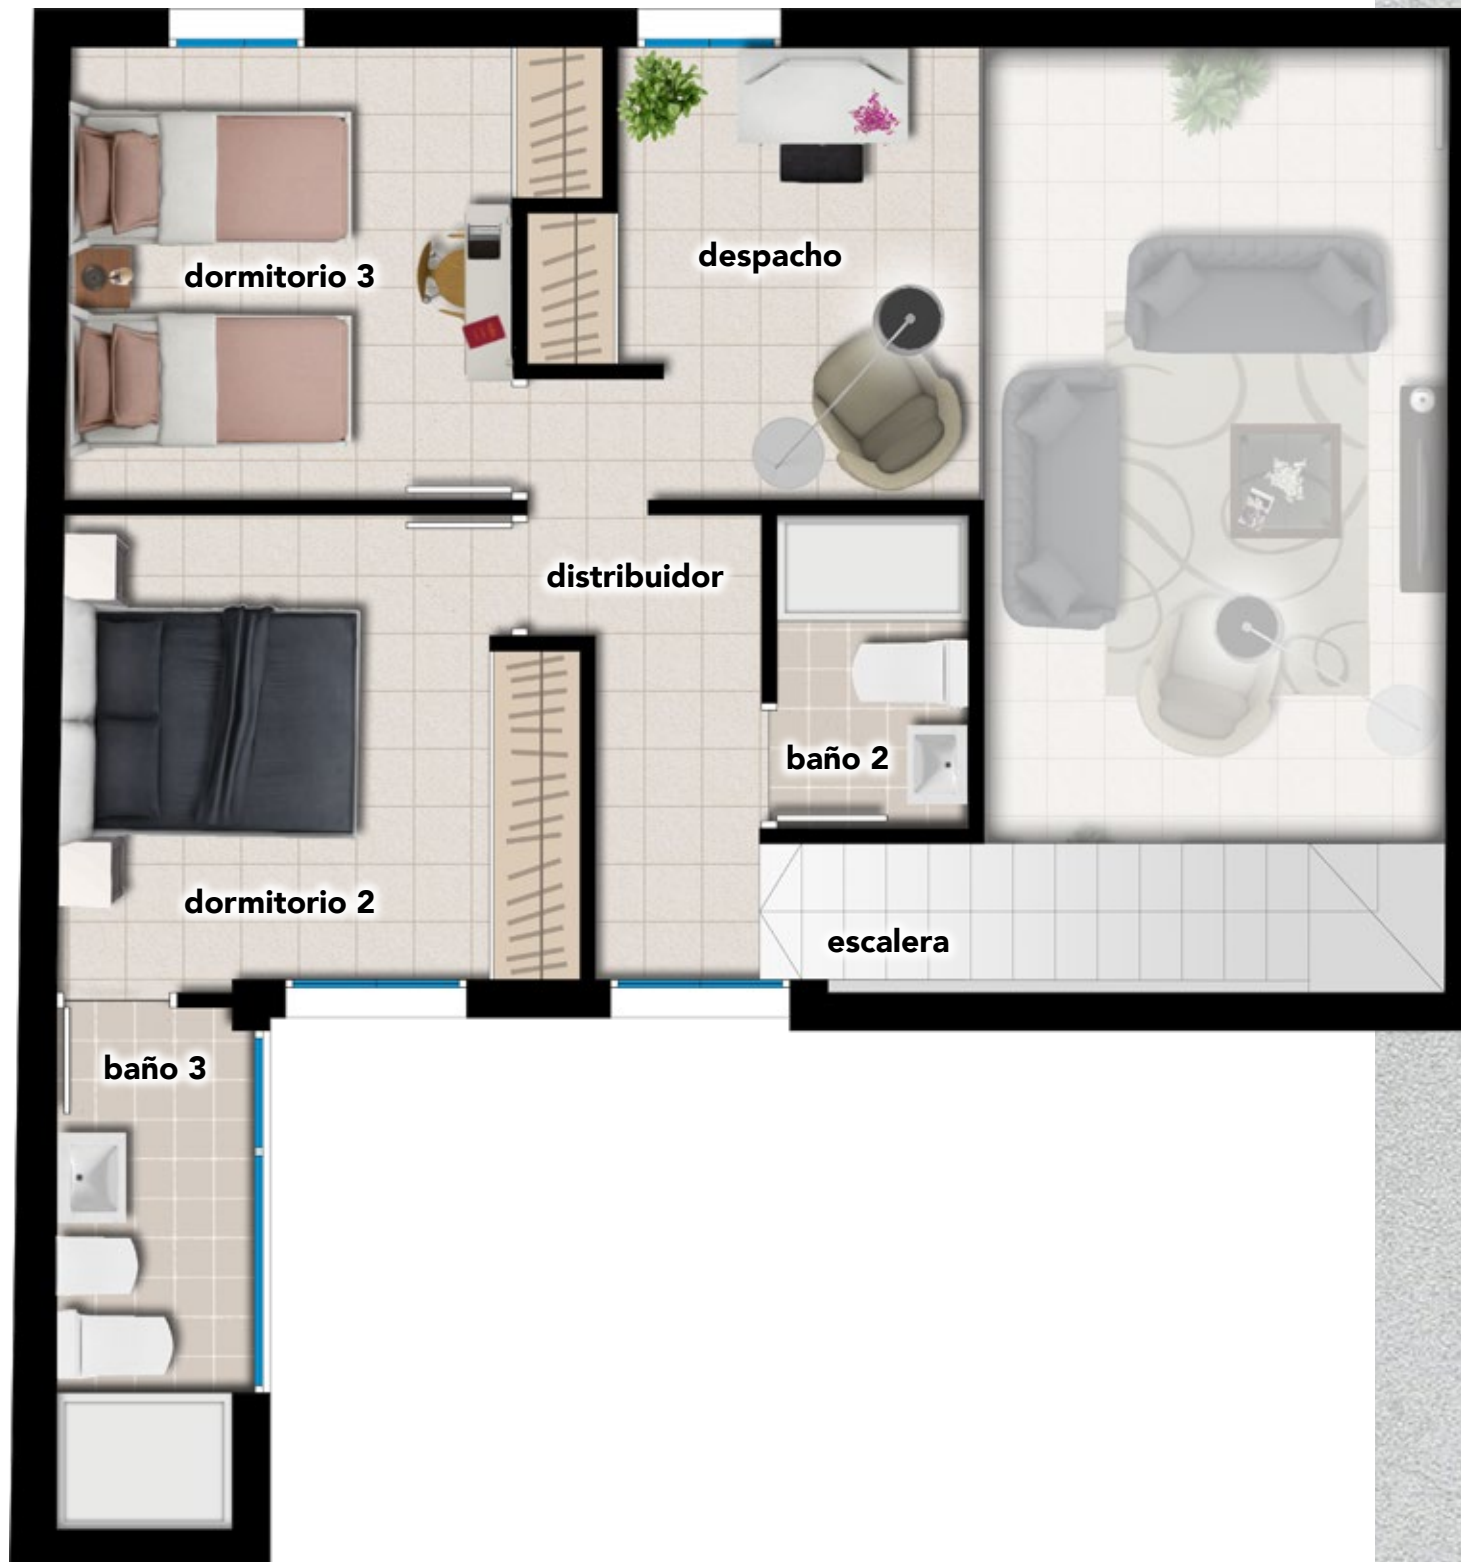 despacho
dormitorio 3
distribuidor
baño 2
dormitorio 2
escalera
baño 3